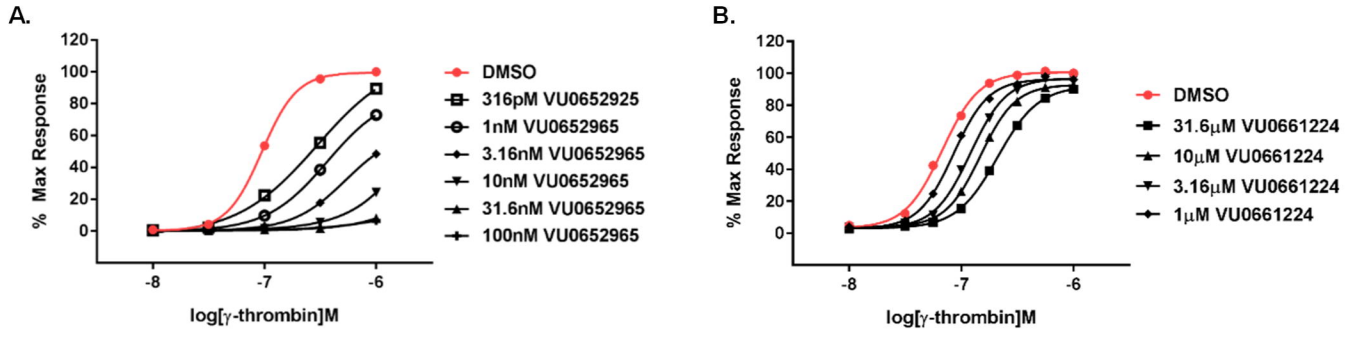 A.
120
100
80
60
40
20
0
% Max Response
-8
-7
-6
log[γ-thrombin]M
DMSO
316pM VU0652925
1nM VU0652965
3.16nM VU0652965
10nM VU0652965
31.6nM VU0652965
100nM VU0652965
B.
120
100
80
60
40
20
0
% Max Response
-8
-7
-6
log[γ-thrombin]M
DMSO
31.6μM VU0661224
10μM VU0661224
3.16μM VU0661224
1μM VU0661224